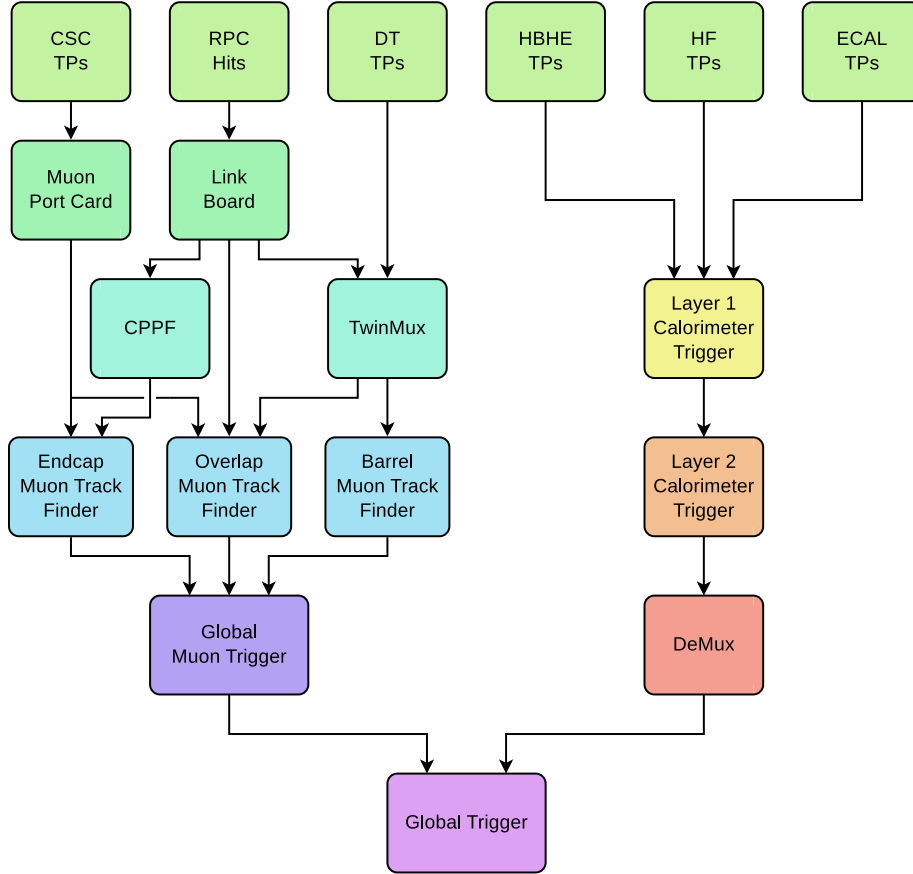 CSC
TPs
RPC
Hits
DT
TPs
HBHE
TPs
HF
TPs
ECAL
TPs
Muon
Port Card
Link
Board
CPPF
TwinMux
Layer 1
Calorimeter
Trigger
Endcap
Muon Track
Finder
Overlap
Muon Track
Finder
Barrel
Muon Track
Finder
Layer 2
Calorimeter
Trigger
Global
Muon Trigger
DeMux
Global Trigger